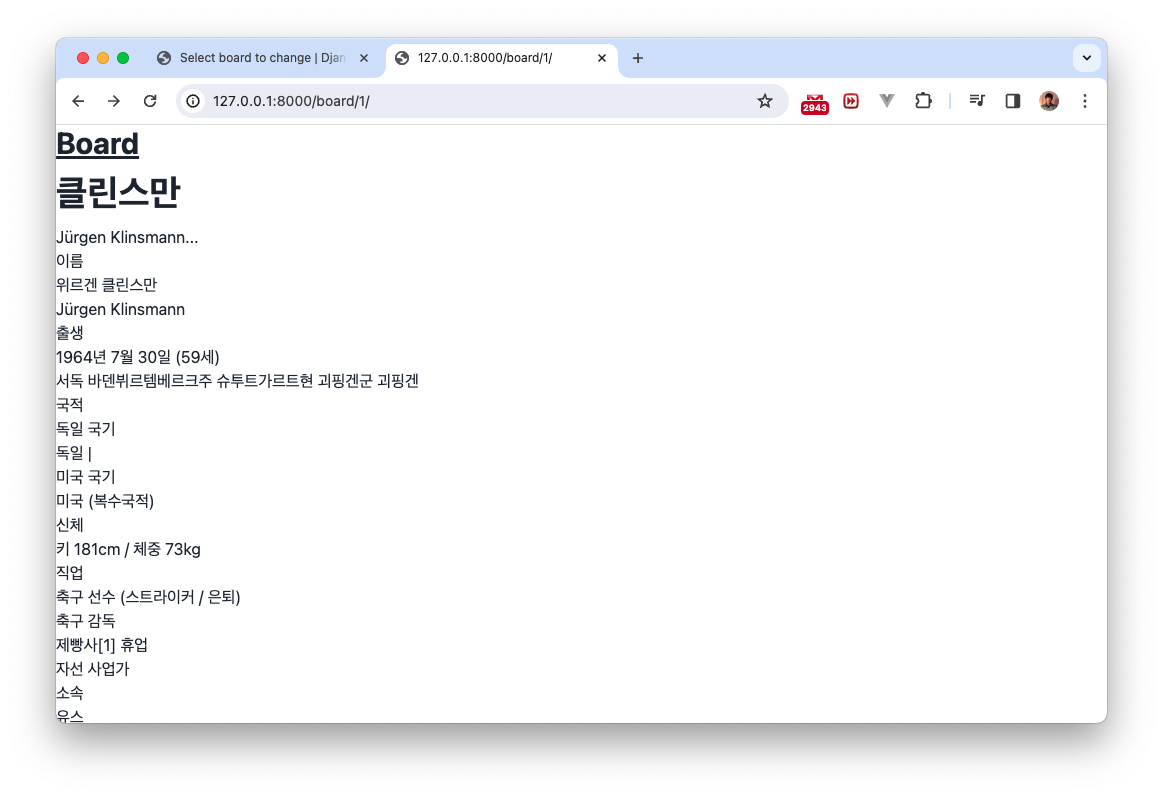 Select board to change | Djan
127.0.0.1:8000/board/1/
127.0.0.1:8000/board/1/
2943
Board
클린스만
Jürgen Klinsmann...
이름
위르겐 클린스만
Jürgen Klinsmann
출생
1964년 7월 30일 (59세)
서독 바덴뷔르템베르크주 슈투트가르트현 괴핑겐군 괴핑겐
국적
독일 국기
독일 |
미국 국기
미국 (복수국적)
신체
키 181cm / 체중 73kg
직업
축구 선수 (스트라이커 / 은퇴)
축구 감독
제빵사[1] 휴업
자선 사업가
소속
유스